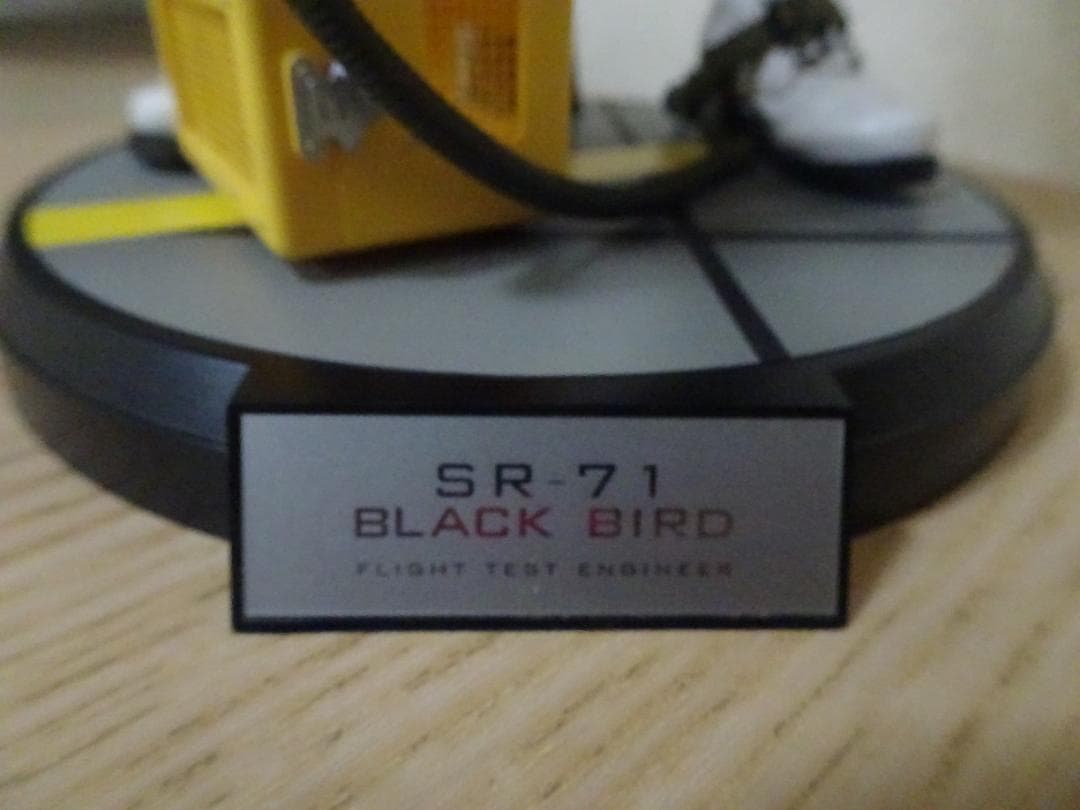 SR-71
BLACK BIRD
FLIGHT TEST ENGINEER